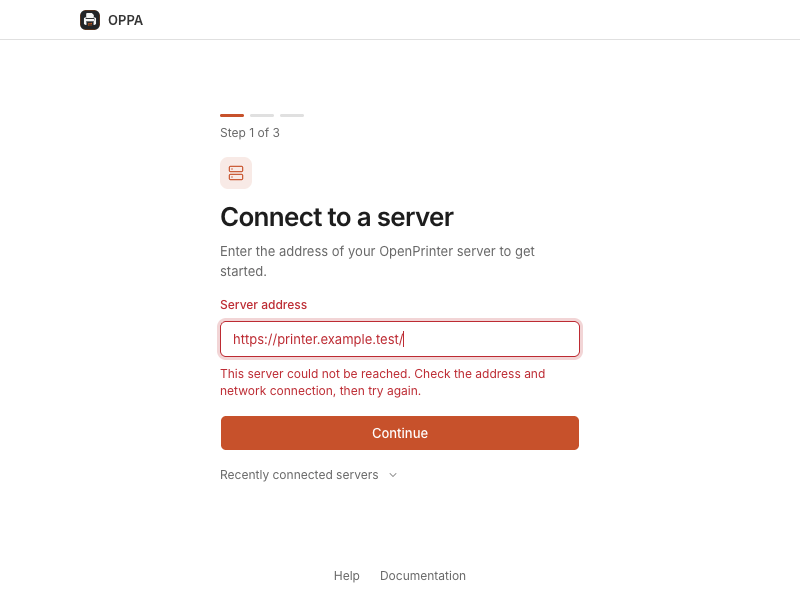 OPPA
Step 1 of 3
Connect to a server
Enter the address of your OpenPrinter server to get
started.
Server address
https://printer.example.test/
This server could not be reached. Check the address and
network connection, then try again.
Continue
Recently connected servers
Help
Documentation